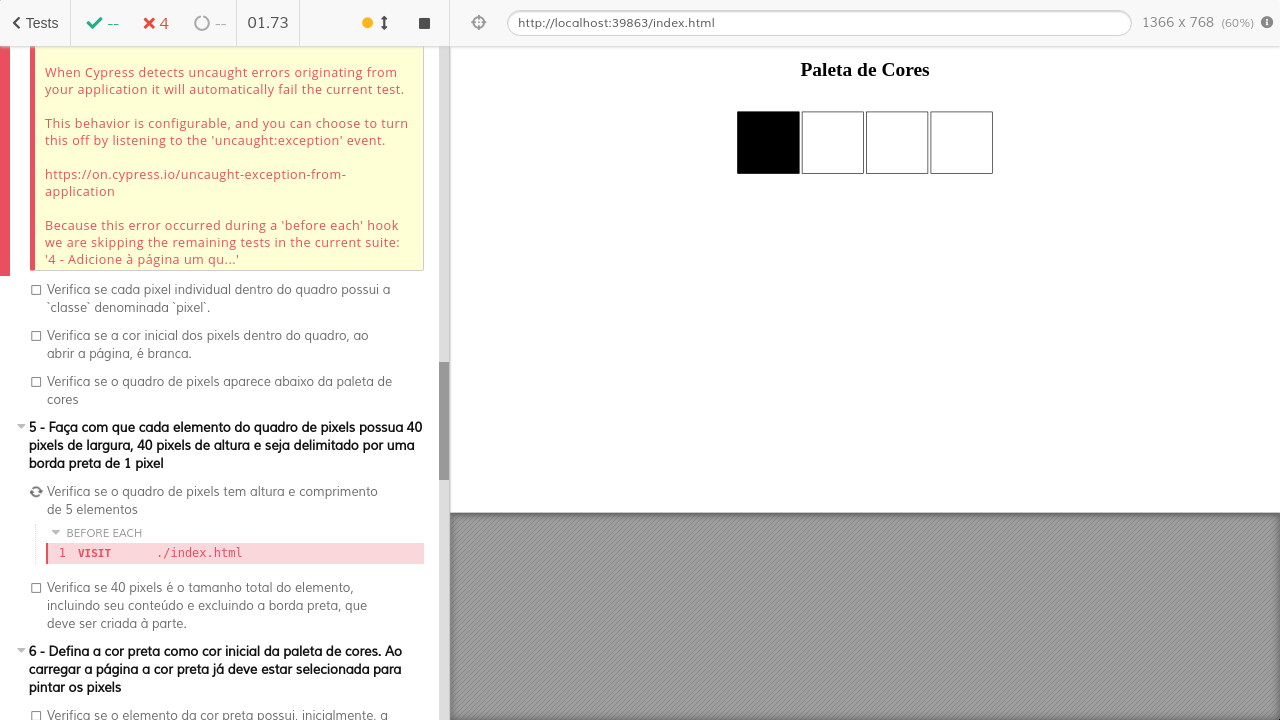 Tests
--
4
--
01.73
http://localhost:39863/index.html
1366 x 768 (60%)
When Cypress detects uncaught errors originating from
your application it will automatically fail the current test.
This behavior is configurable, and you can choose to turn
this off by listening to the 'uncaught:exception' event.
https://on.cypress.io/uncaught-exception-from-
application
Because this error occurred during a 'before each' hook
we are skipping the remaining tests in the current suite:
'4 - Adicione à página um qu...'
Verifica se cada pixel individual dentro do quadro possui a
`classe` denominada `pixel`.
Verifica se a cor inicial dos pixels dentro do quadro, ao
abrir a página, é branca.
Verifica se o quadro de pixels aparece abaixo da paleta de
cores
5 - Faça com que cada elemento do quadro de pixels possua 40
pixels de largura, 40 pixels de altura e seja delimitado por uma
borda preta de 1 pixel
Verifica se o quadro de pixels tem altura e comprimento
de 5 elementos
BEFORE EACH
1 VISIT ./index.html
Verifica se 40 pixels é o tamanho total do elemento,
incluindo seu conteúdo e excluindo a borda preta, que
deve ser criada à parte.
6 - Defina a cor preta como cor inicial da paleta de cores. Ao
carregar a página a cor preta já deve estar selecionada para
pintar os pixels
Verifica se o elemento da cor preta possui, inicialmente, a
Paleta de Cores